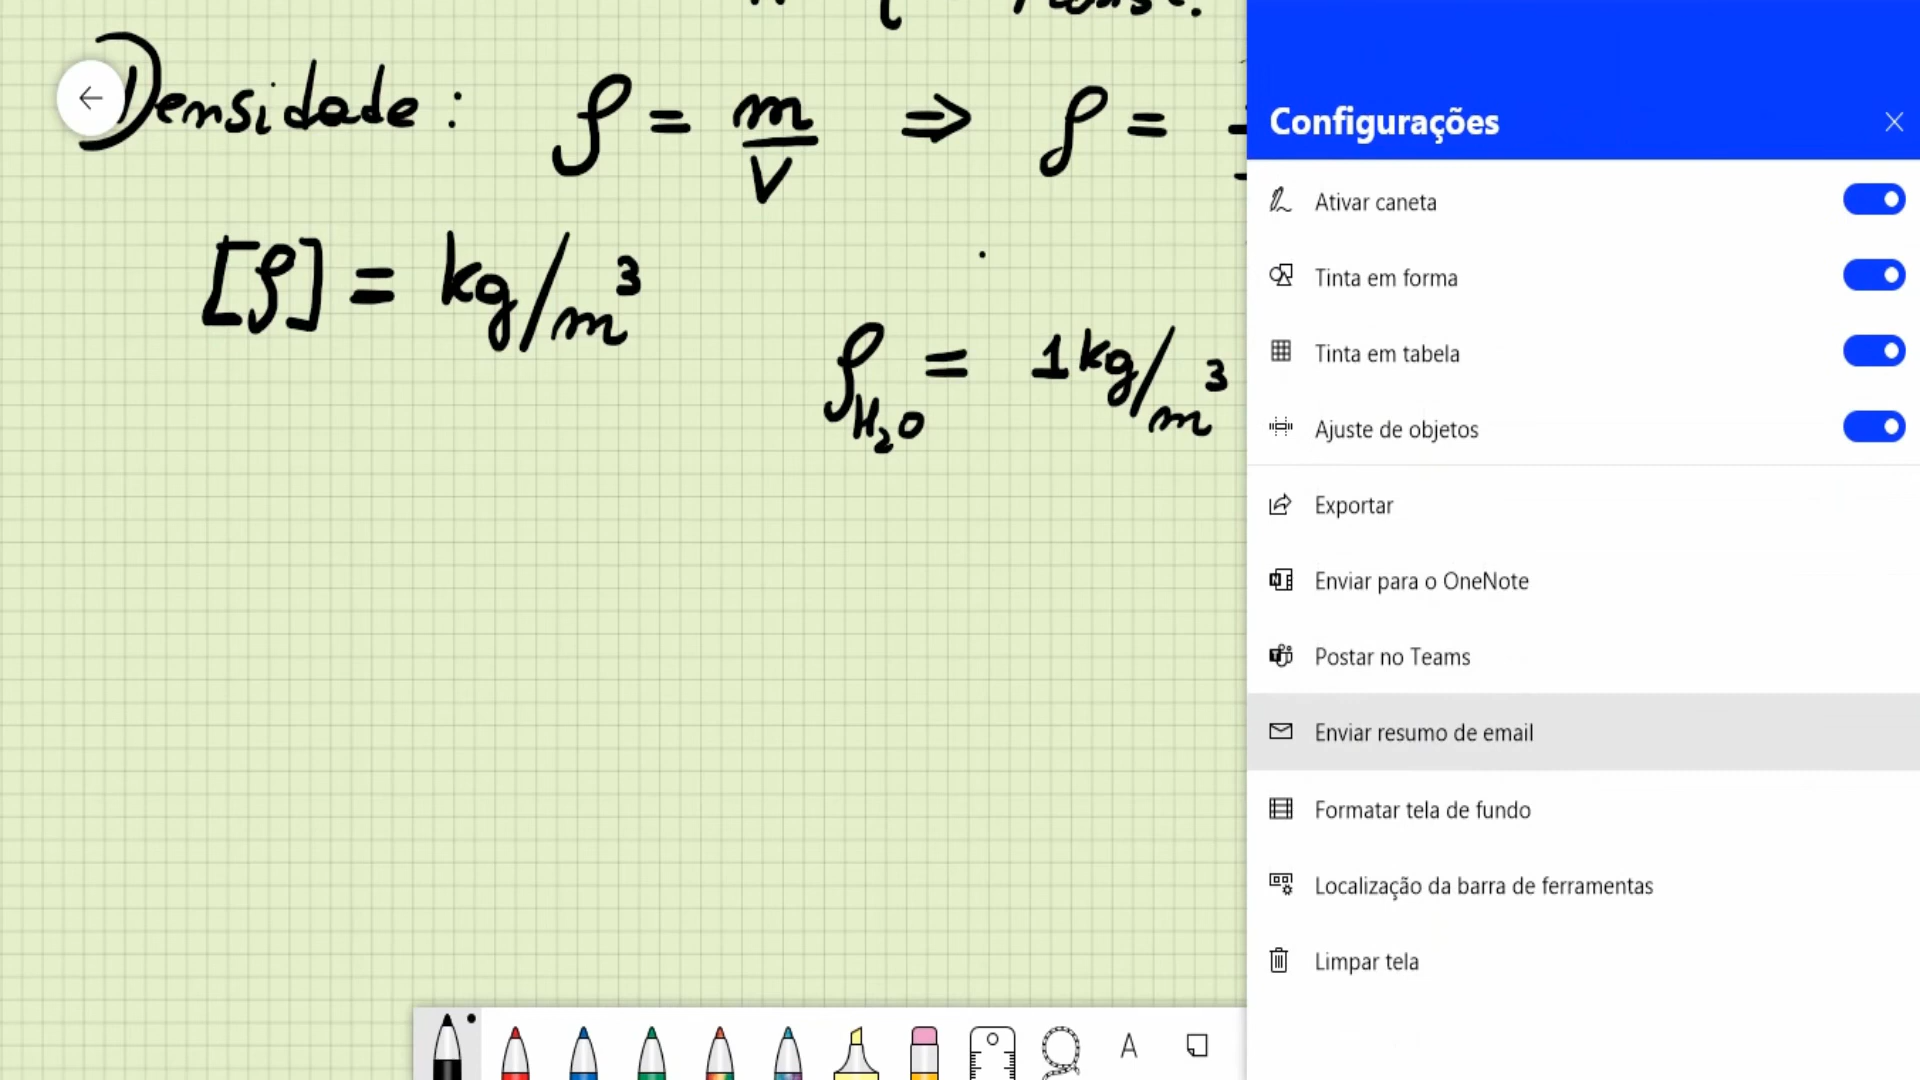 Densidade: ρ = m/V ⇒ ρ =
[ρ] = kg/m³
ρH₂O = 1kg/m³
Configurações
Ativar caneta
Tinta em forma
Tinta em tabela
Ajuste de objetos
Exportar
Enviar para o OneNote
Postar no Teams
Enviar resumo de email
Formatar tela de fundo
Localização da barra de ferramentas
Limpar tela
A